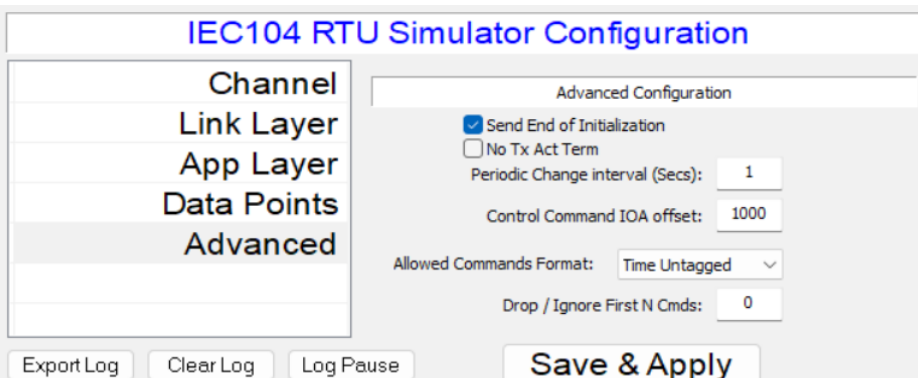 IEC104 RTU Simulator Configuration
Channel
Link Layer
App Layer
Data Points
Advanced
Advanced Configuration
Send End of Initialization
No Tx Act Term
Periodic Change interval (Secs): 1
Control Command IOA offset: 1000
Allowed Commands Format: Time Untagged
Drop / Ignore First N Cmds: 0
Export Log Clear Log Log Pause Save & Apply